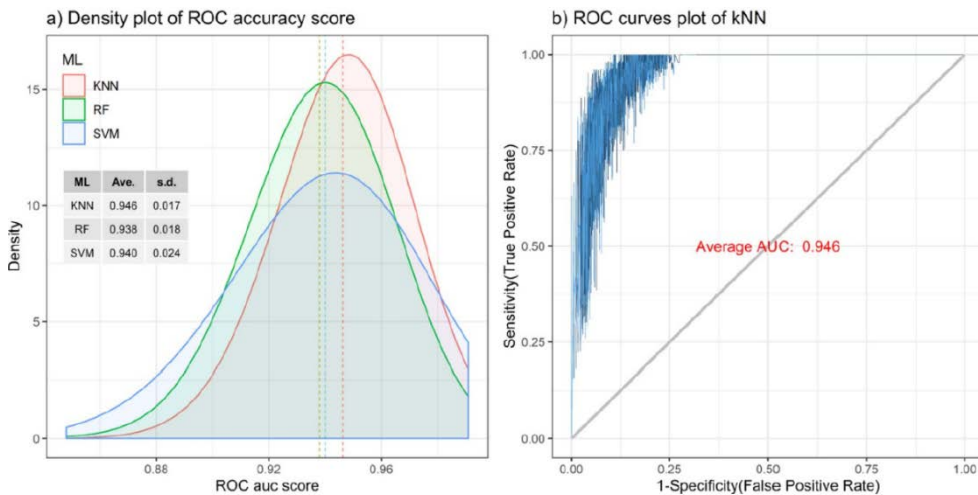 a) Density plot of ROC accuracy score
ML
KNN
RF
SVM
ML Ave. s.d.
KNN 0.946 0.017
RF 0.938 0.018
SVM 0.940 0.024
Density
15
10
5
0
0.88 0.92 0.96
ROC auc score
b) ROC curves plot of kNN
Sensitivity(True Positive Rate)
1.00
0.75
0.50
0.25
0.00
Average AUC: 0.946
0.00 0.25 0.50 0.75 1.00
1-Specificity(False Positive Rate)